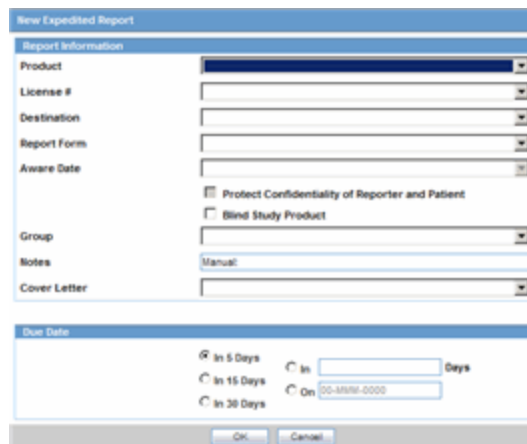 New Expedited Report
Report Information
Product
License #
Destination
Report Form
Aware Date
Protect Confidentiality of Reporter and Patient
Blind Study Product
Group
Notes Manual:
Cover Letter
Due Date
In 5 Days
In 15 Days
In 30 Days
In Days
On 00-MMM-0000
OK Cancel